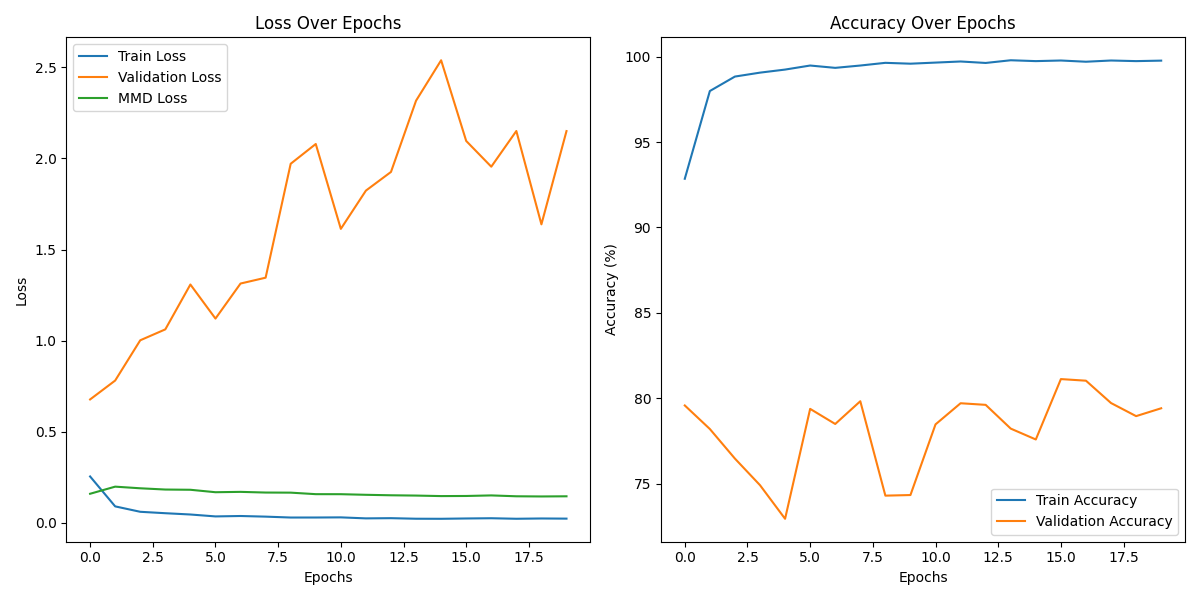 Loss Over Epochs
Train Loss
Validation Loss
MMD Loss
2.5
2.0
1.5
1.0
0.5
0.0
Loss
0.0 2.5 5.0 7.5 10.0 12.5 15.0 17.5
Epochs
Accuracy Over Epochs
100
95
90
85
80
75
Accuracy (%)
Train Accuracy
Validation Accuracy
0.0 2.5 5.0 7.5 10.0 12.5 15.0 17.5
Epochs